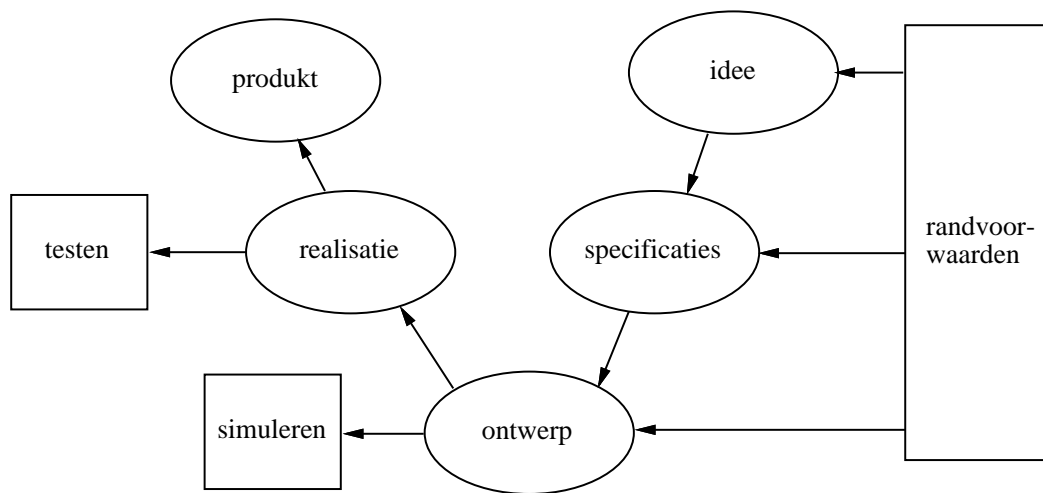 produkt
idee
testen
realisatie
specificaties
randvoor-
waarden
simuleren
ontwerp